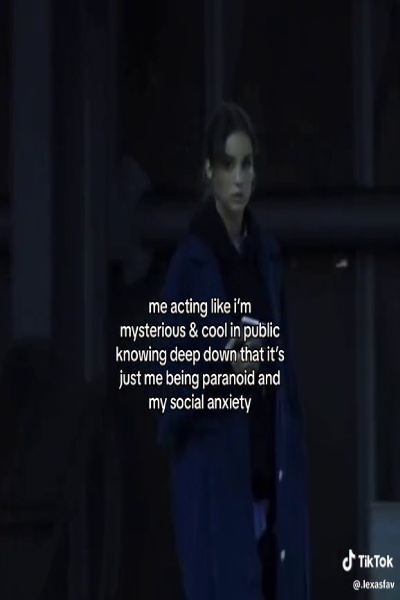 me acting like i'm
mysterious & cool in public
knowing deep down that it's
just me being paranoid and
my social anxiety
TikTok
@.lexasfav